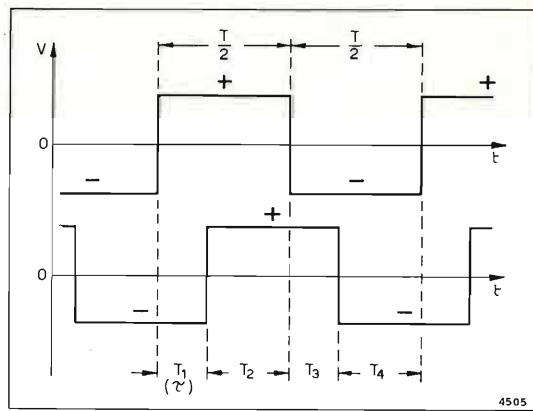 T/2 T/2
V
+ +
0
t
− −
+
0
t
− −
T₁ T₂ T₃ T₄
(τ)
4505